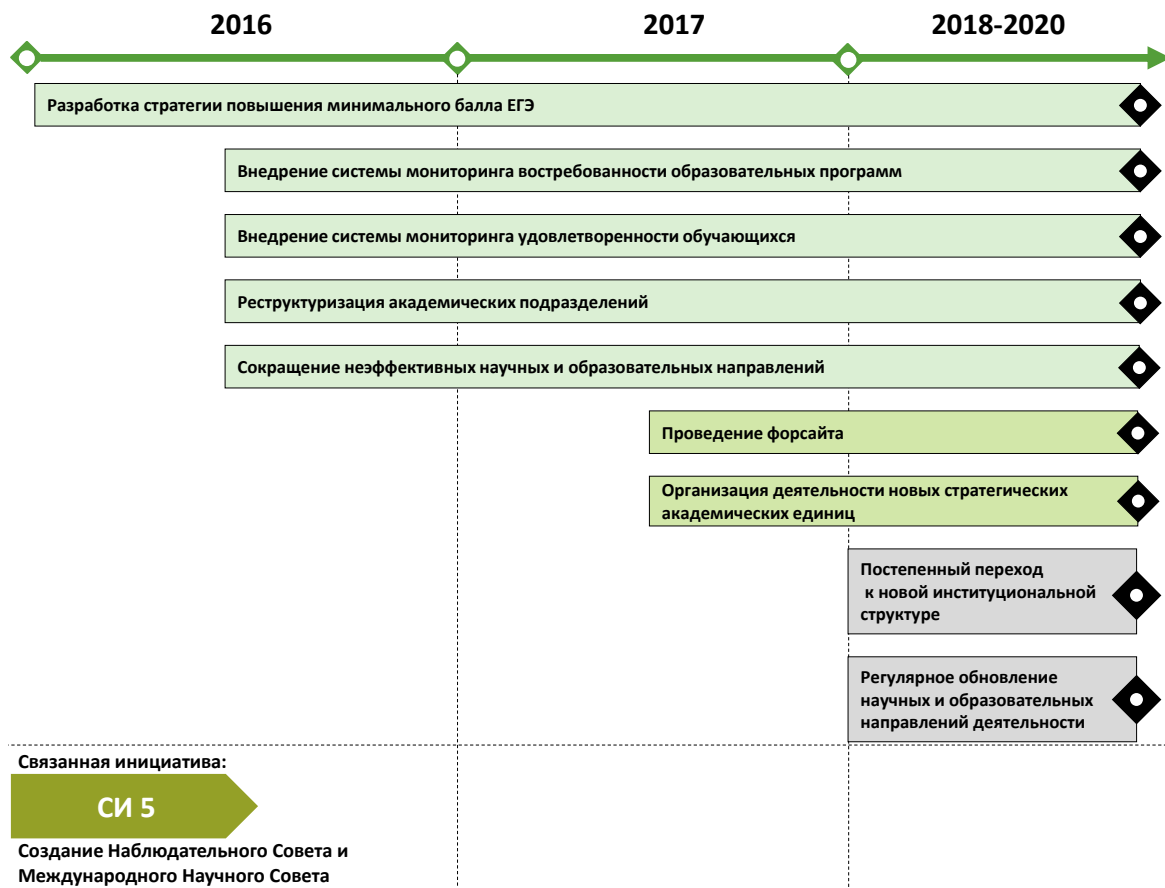 2016
2017
2018-2020
Разработка стратегии повышения минимального балла ЕГЭ
Внедрение системы мониторинга востребованности образовательных программ
Внедрение системы мониторинга удовлетворенности обучающихся
Реструктуризация академических подразделений
Сокращение неэффективных научных и образовательных направлений
Проведение форсайта
Организация деятельности новых стратегических
академических единиц
Постепенный переход
к новой институциональной
структуре
Регулярное обновление
научных и образовательных
направлений деятельности
Связанная инициатива:
СИ 5
Создание Наблюдательного Совета и
Международного Научного Совета